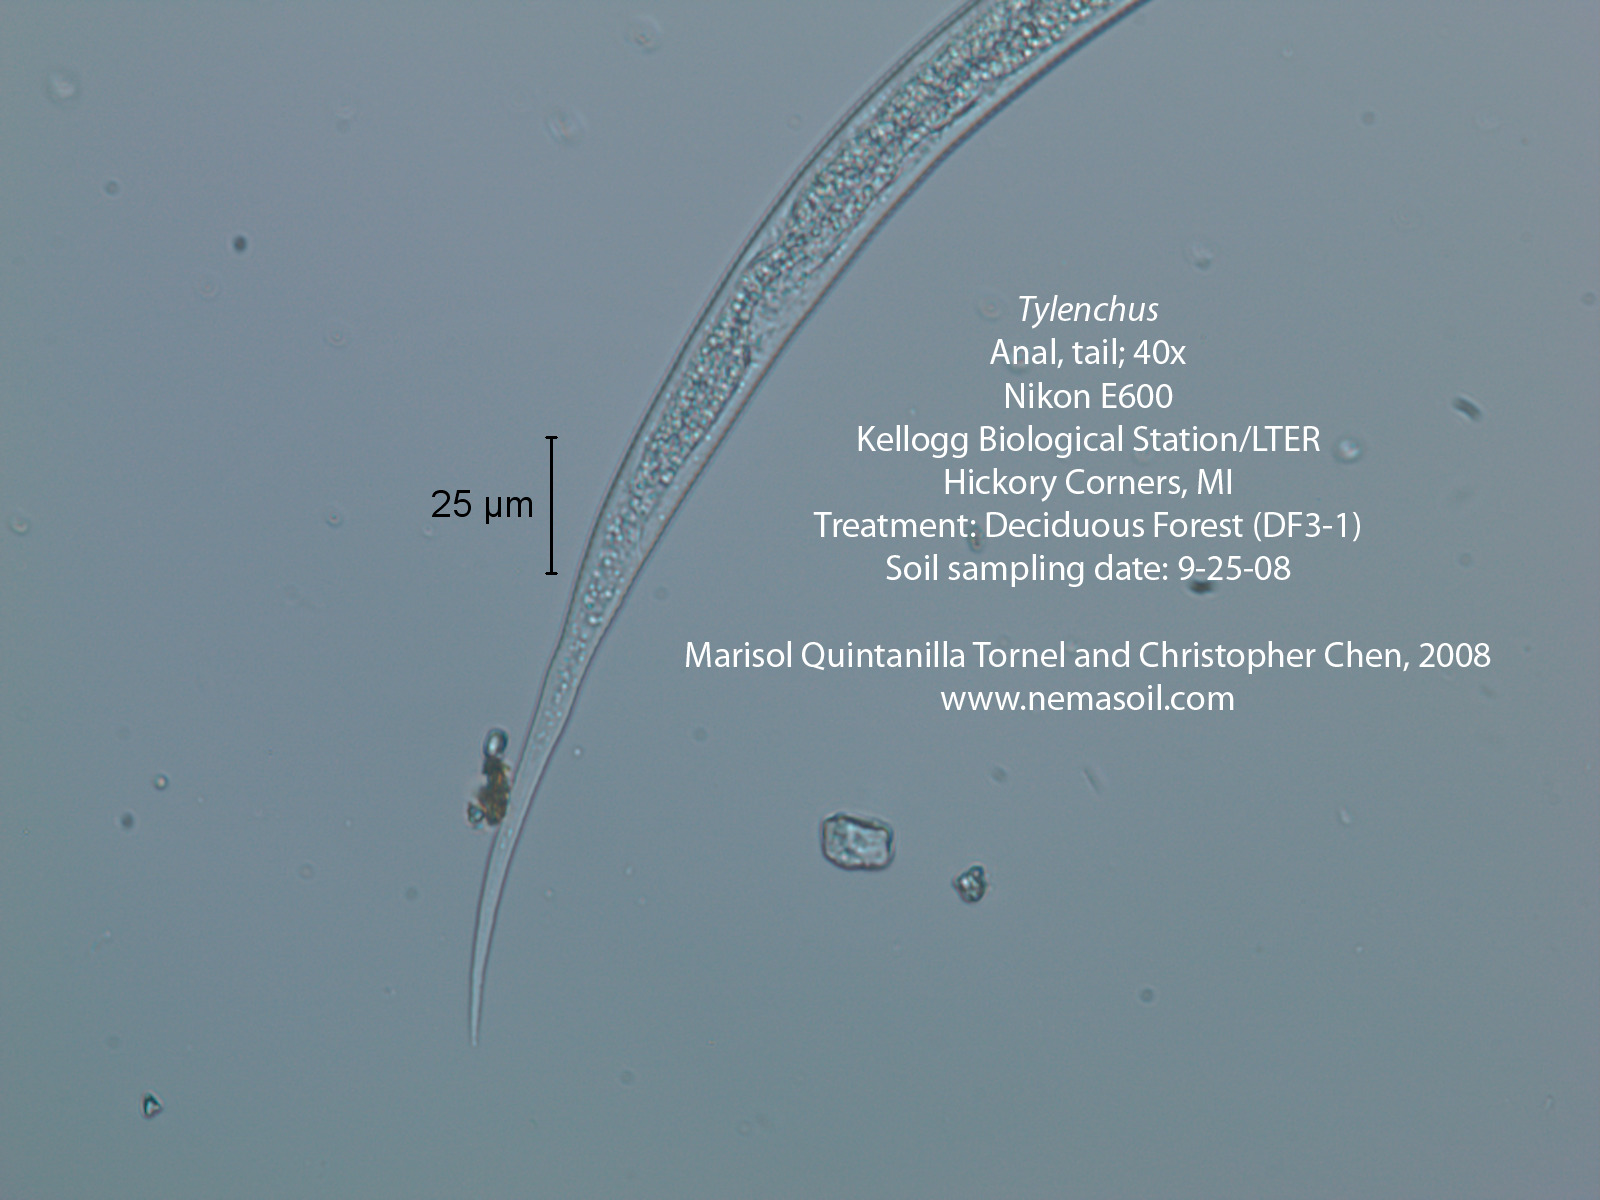 Tylenchus
Anal, tail; 40x
Nikon E600
Kellogg Biological Station/LTER
Hickory Corners, MI
25 µm
Treatment: Deciduous Forest (DF3-1)
Soil sampling date: 9-25-08
Marisol Quintanilla Tornel and Christopher Chen, 2008
www.nemasoil.com